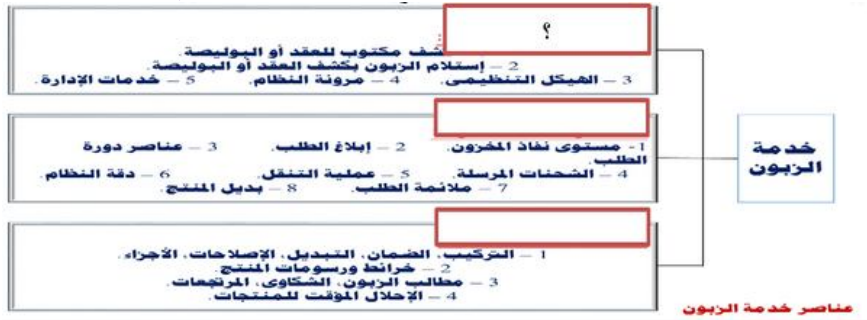 ؟
كشف مكتوب للعقد أو البوليصة.
2 – إستلام الزبون بكشف العقد أو البوليصة.
3 – الهيكل التنظيمى. 4 – مرونة النظام. 5 – خدمات الإدارة.
1- مستوى نفاذ المخزون. 2 – إبلاغ الطلب. 3 – عناصر دورة
الطلب.
4 – الشحنات المرسلة. 5 – عملية التنقل. 6 – دقة النظام.
7 – ملائمة الطلب. 8 – بديل المنتج.
خدمة
الزبون
1 – التركيب، الضمان، التبديل، الإصلاحات، الأجزاء.
2 – خرائط ورسومات المنتج.
3 – مطالب الزبون، الشكاوى، المرتجعات.
4 – الإحلال المؤقت للمنتجات.
عناصر خدمة الزبون